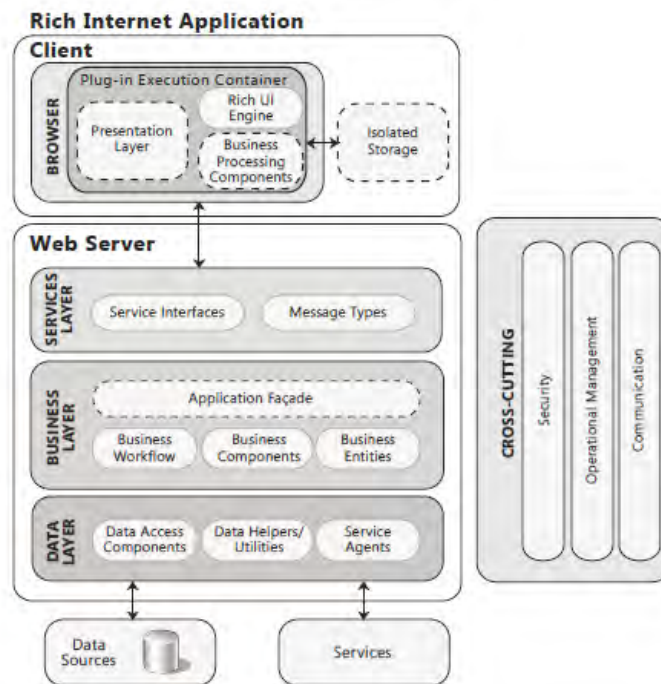 Rich Internet Application
Client
BROWSER
Plug-in Execution Container
Presentation
Layer
Rich UI
Engine
Business
Processing
Components
Isolated
Storage
Web Server
SERVICES
LAYER
Service Interfaces
Message Types
BUSINESS
LAYER
Application Façade
Business
Workflow
Business
Components
Business
Entities
DATA
LAYER
Data Access
Components
Data Helpers/
Utilities
Service
Agents
Data
Sources
Services
CROSS-CUTTING
Security
Operational Management
Communication